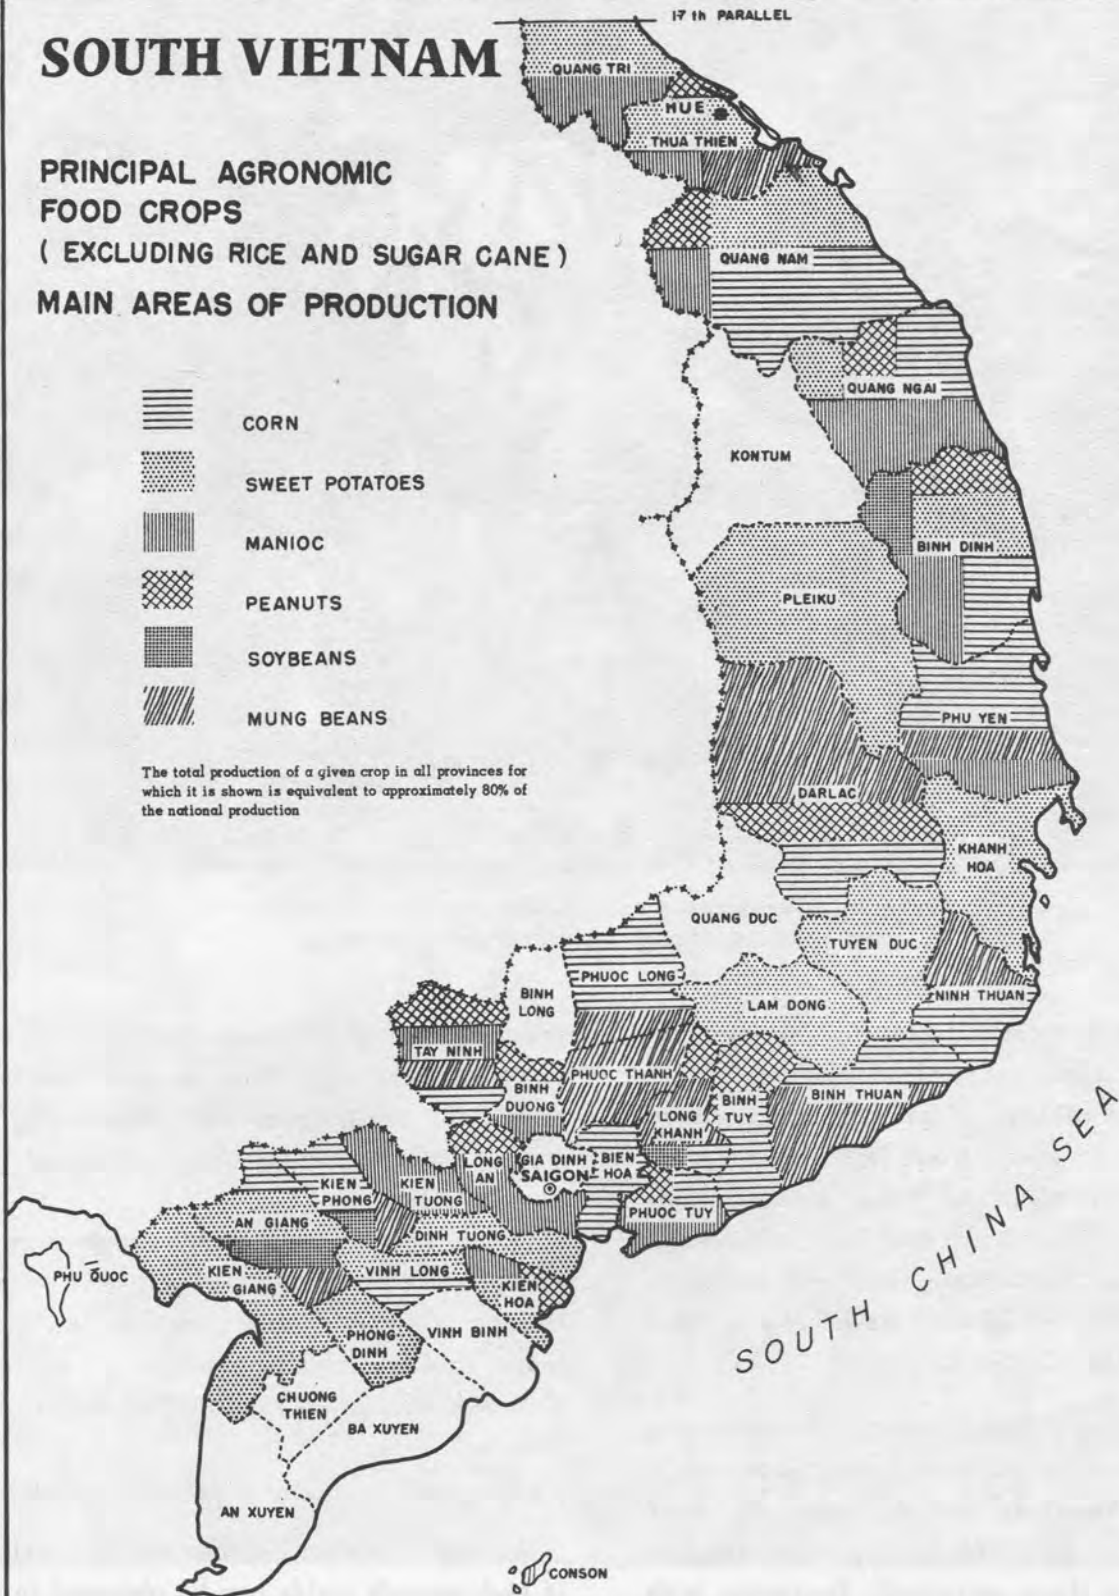 17th PARALLEL
SOUTH VIETNAM
PRINCIPAL AGRONOMIC
FOOD CROPS
( EXCLUDING RICE AND SUGAR CANE )
MAIN AREAS OF PRODUCTION
CORN
SWEET POTATOES
MANIOC
PEANUTS
SOYBEANS
MUNG BEANS
The total production of a given crop in all provinces for
which it is shown is equivalent to approximately 80% of
the national production
QUANG TRI
HUE
THUA THIEN
QUANG NAM
QUANG NGAI
KONTUM
BINH DINH
PLEIKU
PHU YEN
DARLAC
KHANH
HOA
QUANG DUC
TUYEN DUC
PHUOC LONG
BINH
LONG
LAM DONG
NINH THUAN
TAY NINH
PHUOC THANH
BINH
DUONG
BINH
TUY
BINH THUAN
LONG
KHANH
GIA DINH
SAIGON
BIEN
HOA
LONG
AN
KIEN
PHONG
KIEN
TUONG
PHUOC TUY
AN GIANG
DINH TUONG
KIEN
GIANG
VINH LONG
KIEN
HOA
PHU QUOC
PHONG
DINH
VINH BINH
CHUONG
THIEN
BA XUYEN
AN XUYEN
CONSON
SOUTH CHINA SEA